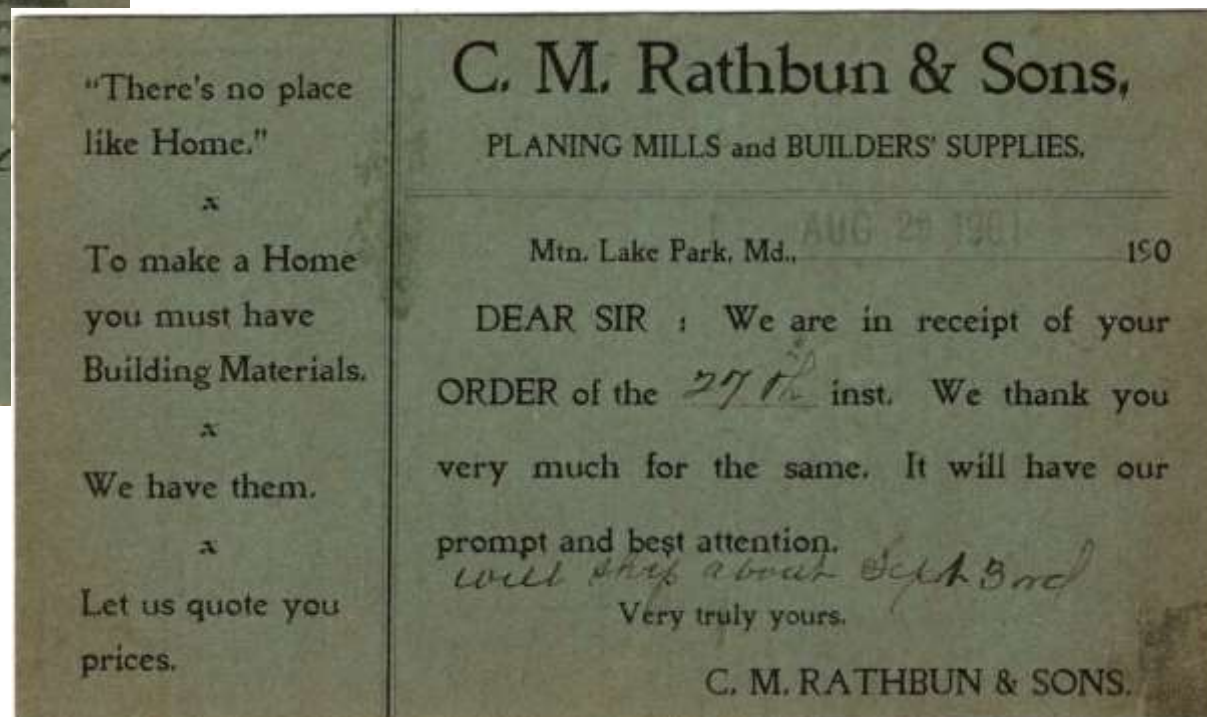 "There's no place
like Home."
x
To make a Home
you must have
Building Materials.
x
We have them.
x
Let us quote you
prices.
C. M. Rathbun & Sons,
PLANING MILLS and BUILDERS' SUPPLIES.
AUG 1901
Mtn. Lake Park, Md., 190
DEAR SIR : We are in receipt of your
ORDER of the 27th inst. We thank you
very much for the same. It will have our
prompt and best attention.
will ship about Sept 3rd
Very truly yours.
C. M. RATHBUN & SONS.